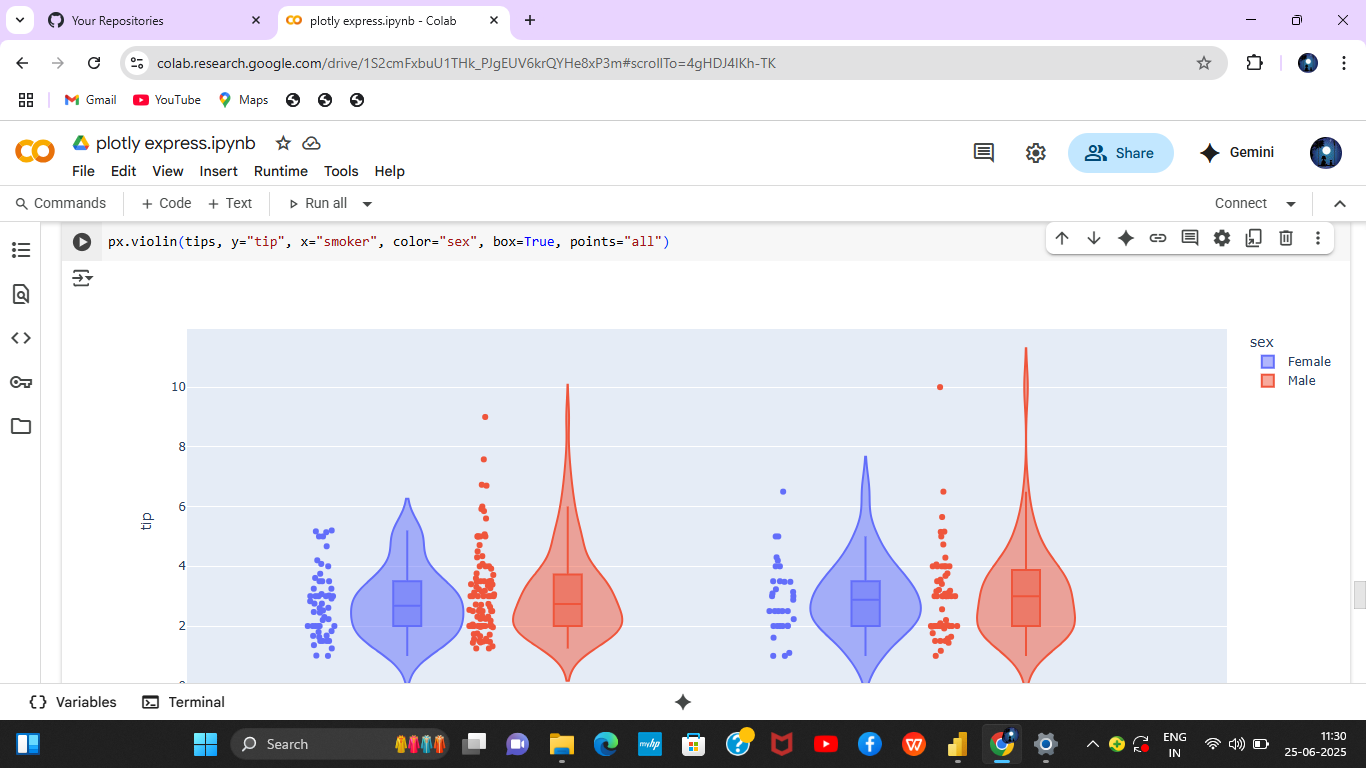 Your Repositories
plotly express.ipynb - Colab
colab.research.google.com/drive/1S2cmFxbuU1THk_PJgEUV6krQYHe8xP3m#scrollTo=4gHDJ4lKh-TK
Gmail YouTube Maps
plotly express.ipynb
File Edit View Insert Runtime Tools Help
Share
Gemini
Commands + Code + Text Run all
Connect
px.violin(tips, y="tip", x="smoker", color="sex", box=True, points="all")
sex
Female
Male
10
8
6
4
2
tip
Variables Terminal
Search
myhp
ENG
IN
11:30
25-06-2025